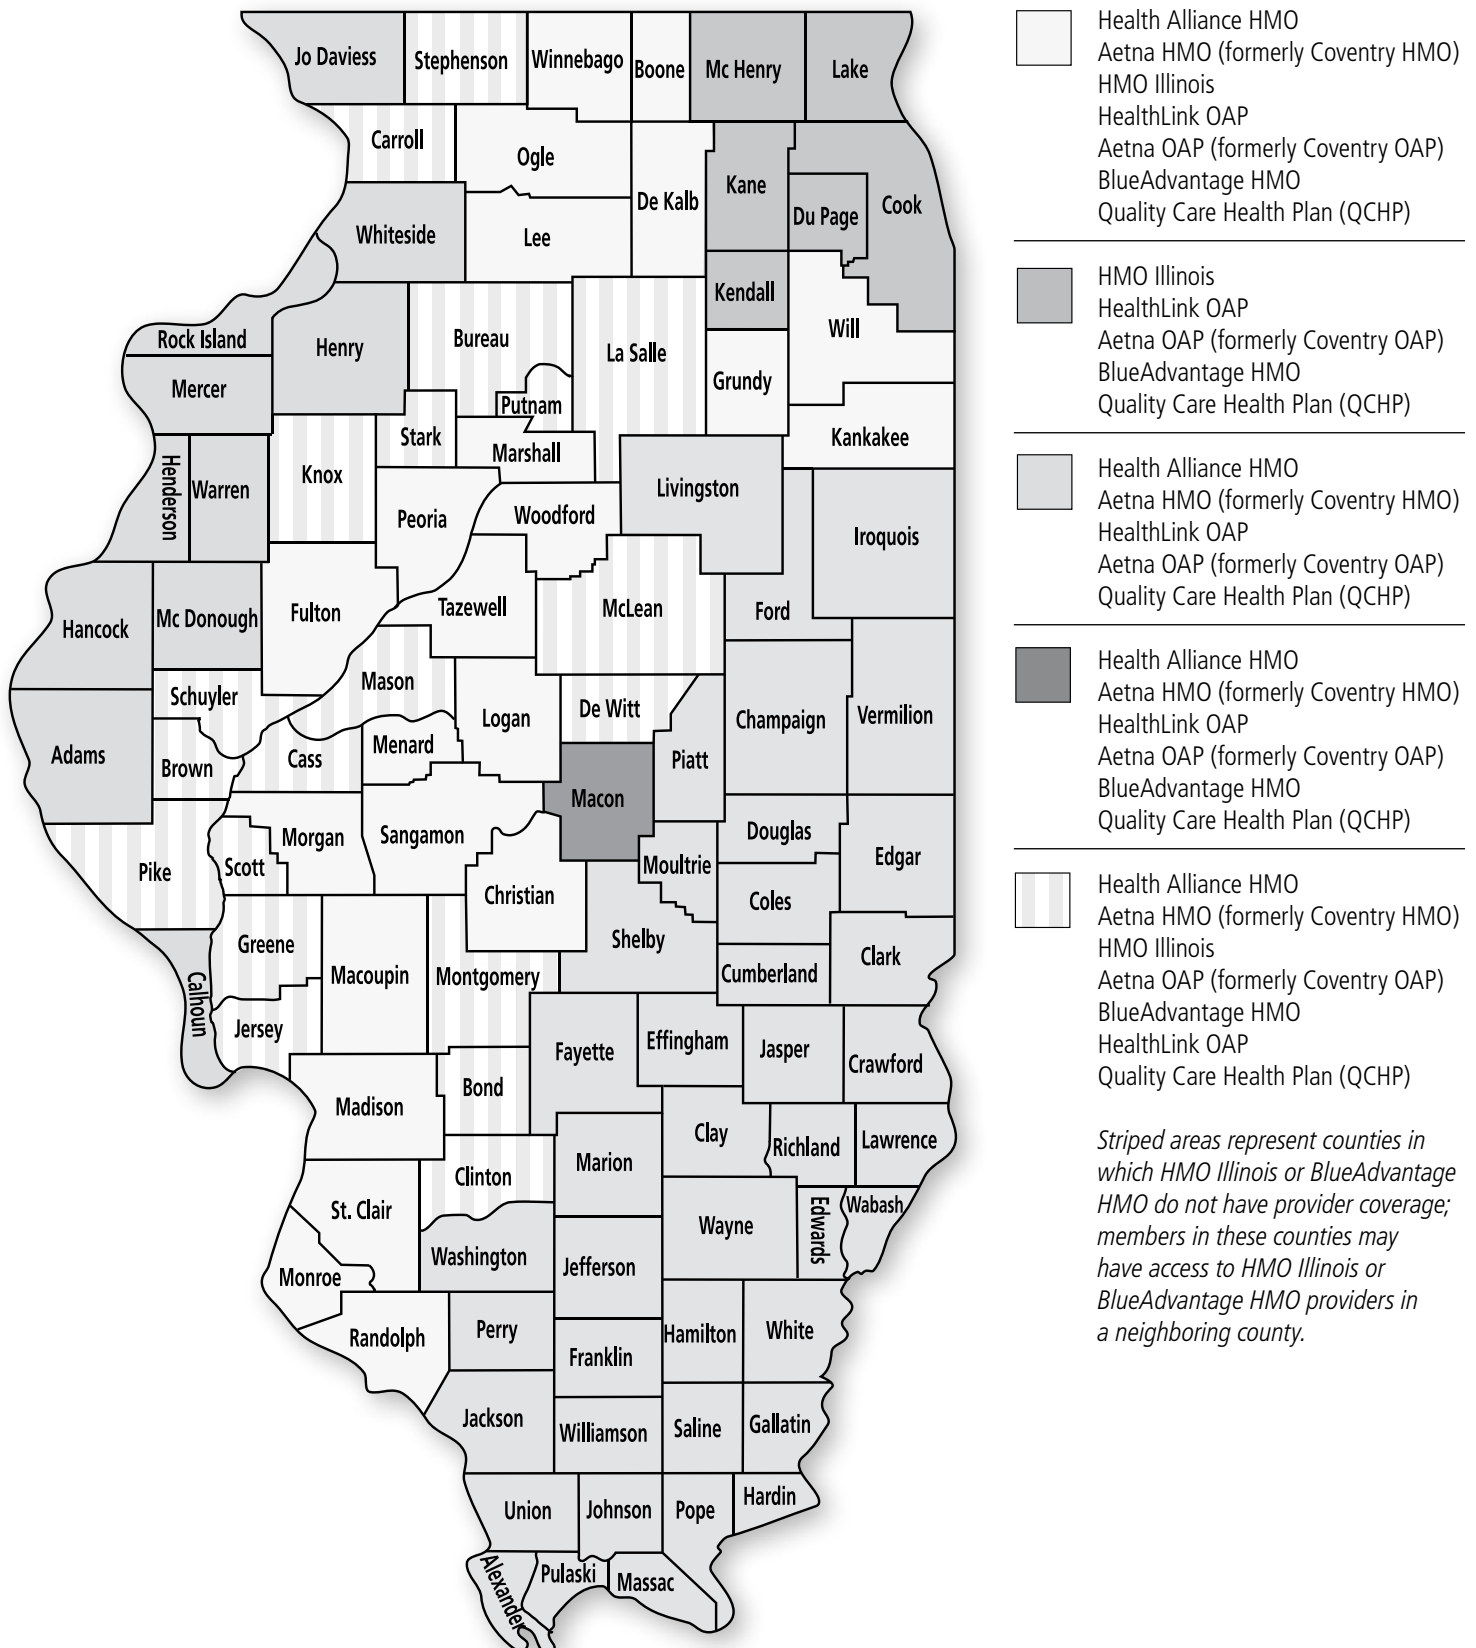 Jo Daviess
Stephenson
Winnebago
Boone
Mc Henry
Lake
Carroll
Ogle
De Kalb
Kane
Du Page
Cook
Whiteside
Lee
Kendall
Will
Rock Island
Henry
Bureau
La Salle
Grundy
Mercer
Putnam
Kankakee
Stark
Marshall
Henderson
Warren
Knox
Peoria
Woodford
Livingston
Iroquois
Hancock
Mc Donough
Fulton
Tazewell
McLean
Ford
Schuyler
Mason
Logan
De Witt
Champaign
Vermilion
Adams
Brown
Cass
Menard
Piatt
Macon
Pike
Scott
Morgan
Sangamon
Christian
Moultrie
Douglas
Edgar
Coles
Shelby
Greene
Macoupin
Montgomery
Cumberland
Clark
Calhoun
Jersey
Fayette
Effingham
Jasper
Crawford
Madison
Bond
Clay
Richland
Lawrence
Marion
Clinton
St. Clair
Wayne
Edwards
Wabash
Washington
Jefferson
Monroe
Randolph
Perry
Franklin
Hamilton
White
Jackson
Williamson
Saline
Gallatin
Union
Johnson
Pope
Hardin
Alexander
Pulaski
Massac
Health Alliance HMO
Aetna HMO (formerly Coventry HMO)
HMO Illinois
HealthLink OAP
Aetna OAP (formerly Coventry OAP)
BlueAdvantage HMO
Quality Care Health Plan (QCHP)
HMO Illinois
HealthLink OAP
Aetna OAP (formerly Coventry OAP)
BlueAdvantage HMO
Quality Care Health Plan (QCHP)
Health Alliance HMO
Aetna HMO (formerly Coventry HMO)
HealthLink OAP
Aetna OAP (formerly Coventry OAP)
Quality Care Health Plan (QCHP)
Health Alliance HMO
Aetna HMO (formerly Coventry HMO)
HealthLink OAP
Aetna OAP (formerly Coventry OAP)
BlueAdvantage HMO
Quality Care Health Plan (QCHP)
Health Alliance HMO
Aetna HMO (formerly Coventry HMO)
HMO Illinois
Aetna OAP (formerly Coventry OAP)
BlueAdvantage HMO
HealthLink OAP
Quality Care Health Plan (QCHP)
Striped areas represent counties in
which HMO Illinois or BlueAdvantage
HMO do not have provider coverage;
members in these counties may
have access to HMO Illinois or
BlueAdvantage HMO providers in
a neighboring county.